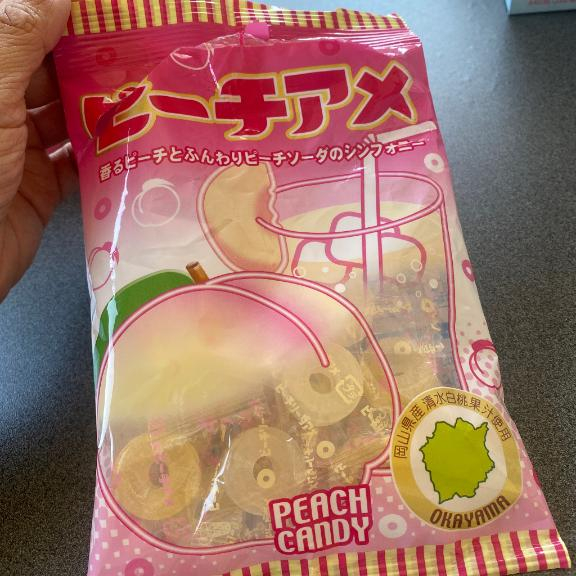 ピーチアメ
香るピーチとふんわりピーチソーダのシンフォニー
岡山県産清水白桃果汁使用
OKAYAMA
PEACH
CANDY